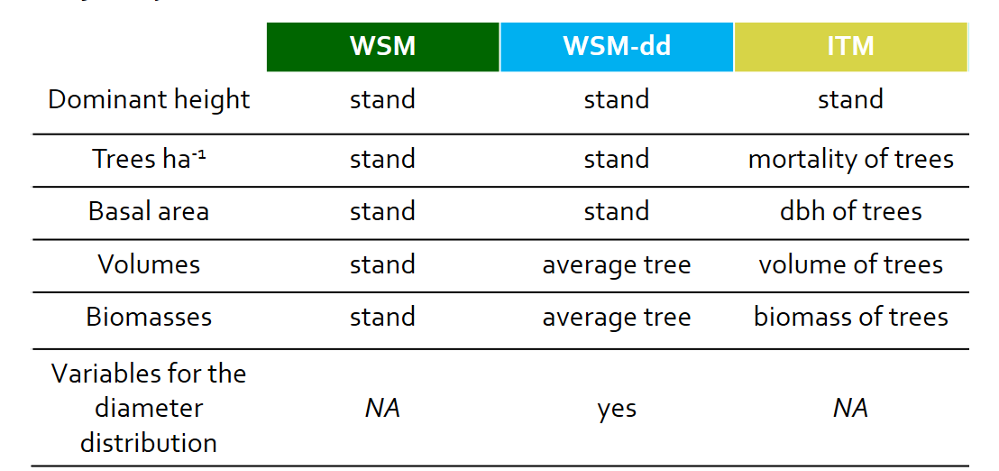 WSM WSM-dd ITM
Dominant height stand stand stand
Trees ha⁻¹ stand stand mortality of trees
Basal area stand stand dbh of trees
Volumes stand average tree volume of trees
Biomasses stand average tree biomass of trees
Variables for the
diameter NA yes NA
distribution